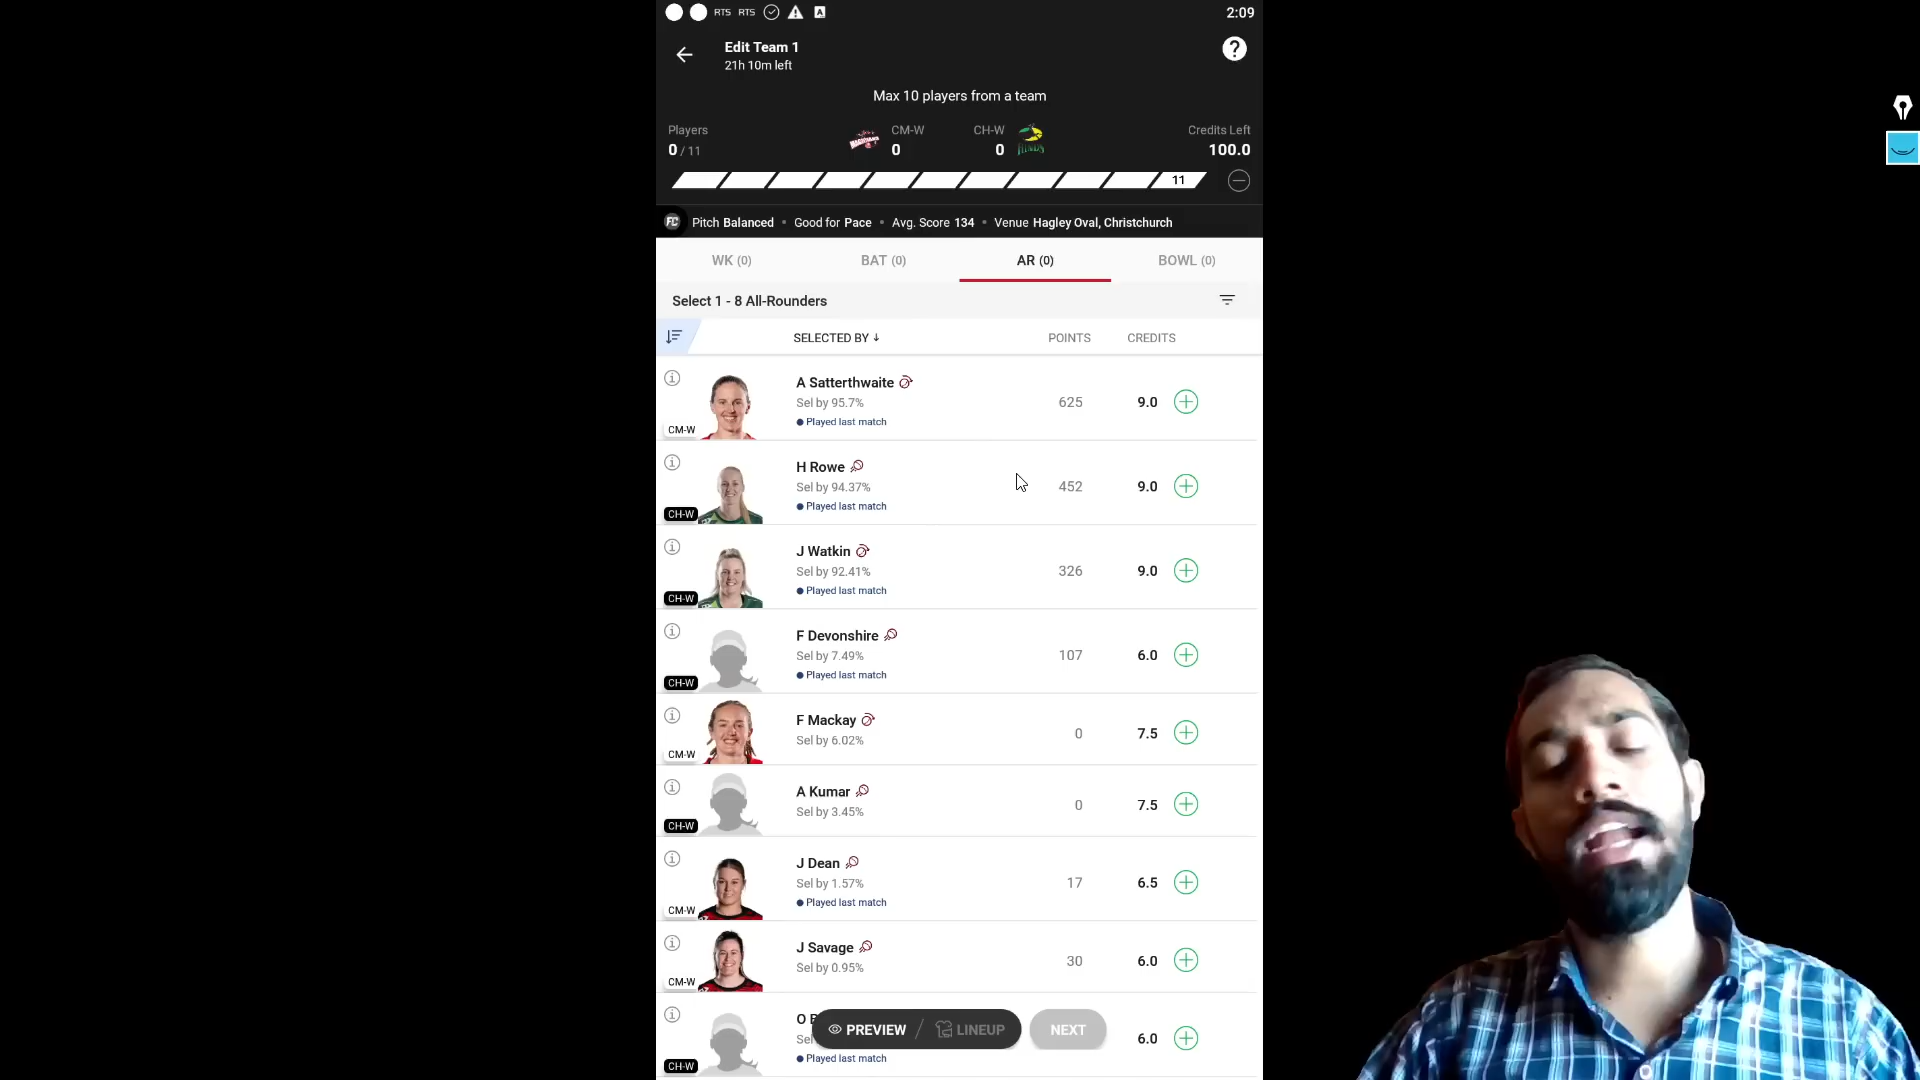 RTS RTS A 2:09
Edit Team 1
21h 10m left
?
Max 10 players from a team
Players CM-W CH-W Credits Left
0 / 11 0 0 100.0
11
FC Pitch Balanced • Good for Pace • Avg. Score 134 • Venue Hagley Oval, Christchurch
WK (0) BAT (0) AR (0) BOWL (0)
Select 1 - 8 All-Rounders
SELECTED BY ↓ POINTS CREDITS
A Satterthwaite
Sel by 95.7% 625 9.0
Played last match
CM-W
H Rowe
Sel by 94.37% 452 9.0
Played last match
CH-W
J Watkin
Sel by 92.41% 326 9.0
Played last match
CH-W
F Devonshire
Sel by 7.49% 107 6.0
Played last match
CH-W
F Mackay
Sel by 6.02% 0 7.5
CM-W
A Kumar
Sel by 3.45% 0 7.5
CH-W
J Dean
Sel by 1.57% 17 6.5
Played last match
CM-W
J Savage
Sel by 0.95% 30 6.0
CM-W
O
Sel 6.0
PREVIEW / LINEUP NEXT
Played last match
CH-W